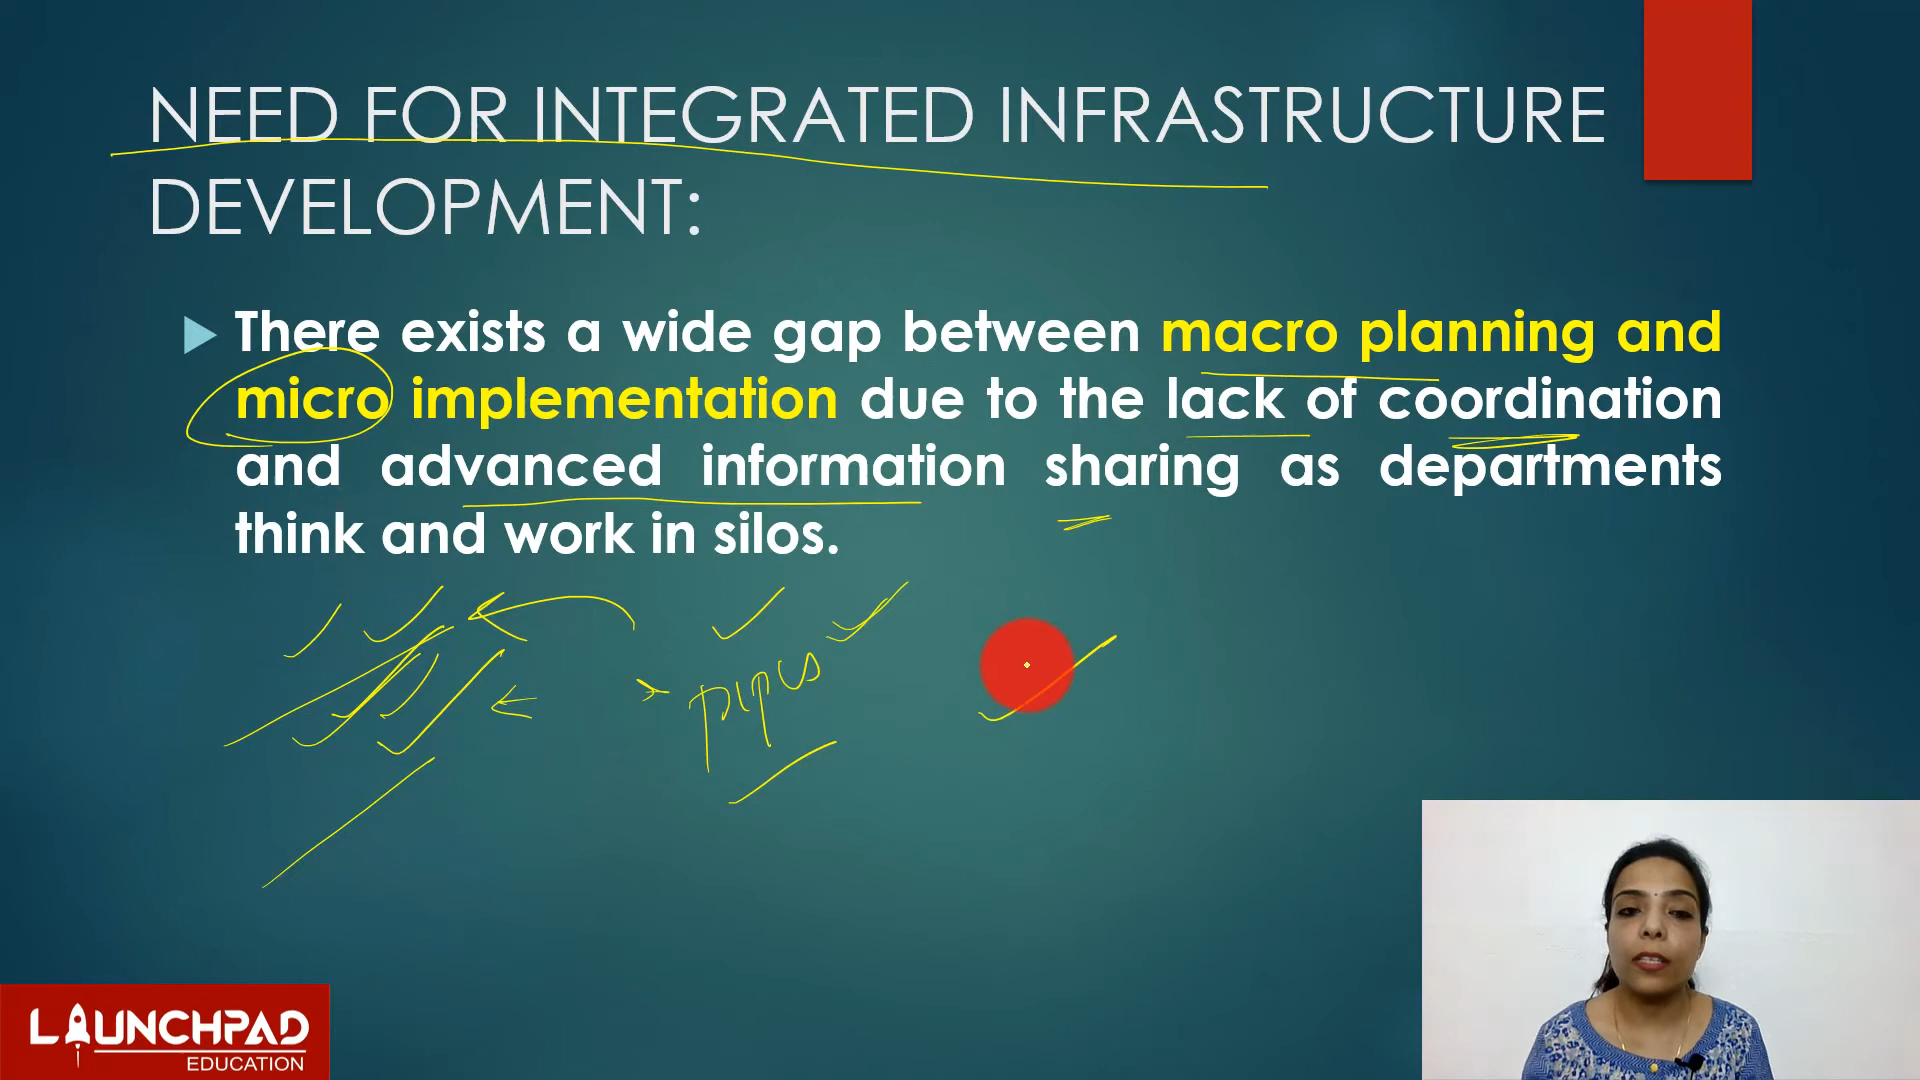 NEED FOR INTEGRATED INFRASTRUCTURE
DEVELOPMENT:
There exists a wide gap between macro planning and
micro implementation due to the lack of coordination
and advanced information sharing as departments
think and work in silos.
pipes
LAUNCHPAD
EDUCATION